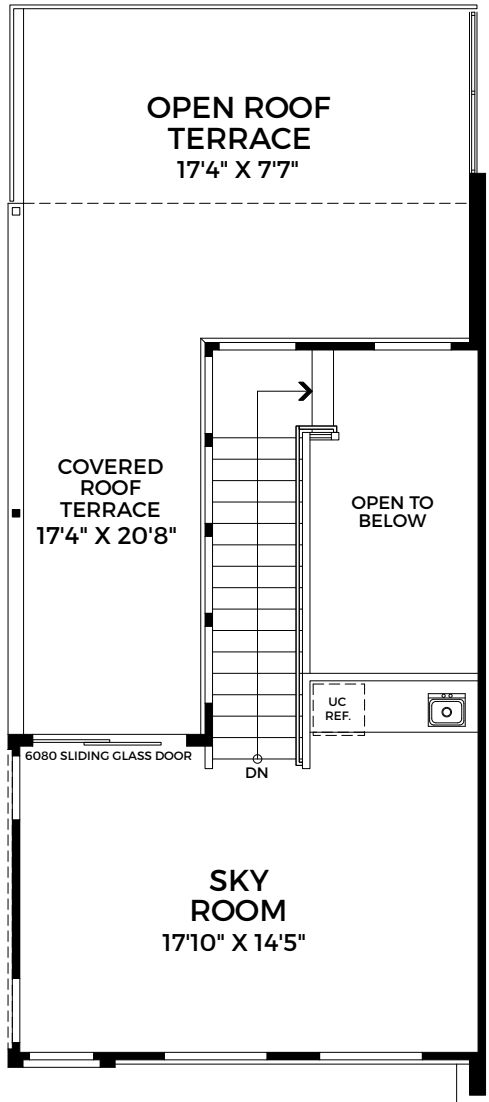 OPEN ROOF
TERRACE
17'4" X 7'7"
COVERED
ROOF
TERRACE
17'4" X 20'8"
OPEN TO
BELOW
UC
REF.
6080 SLIDING GLASS DOOR
DN
SKY
ROOM
17'10" X 14'5"